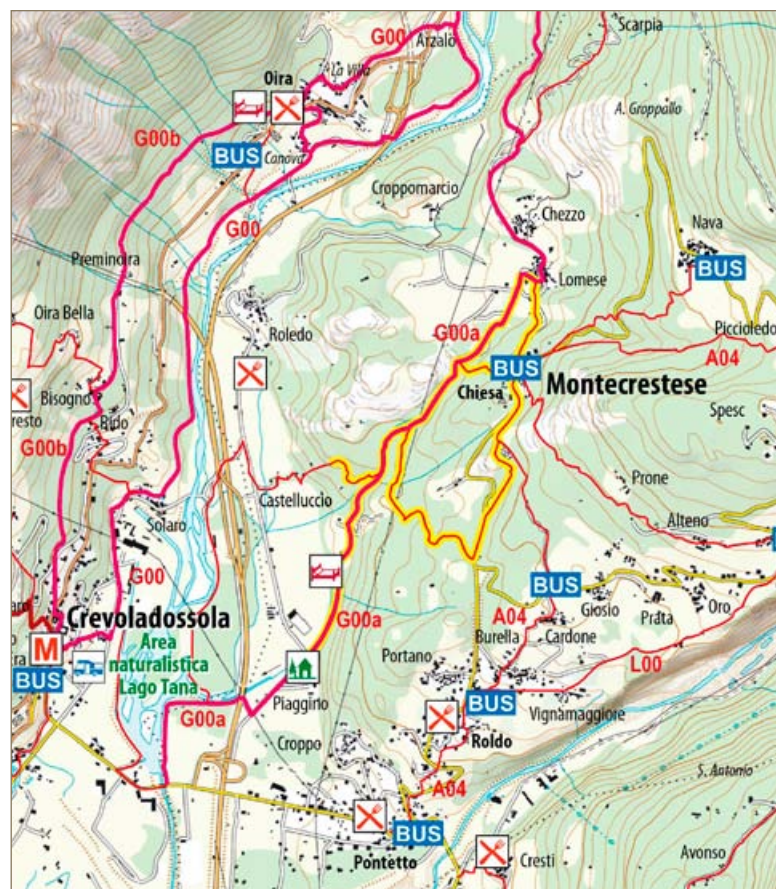 G00
Arzalo
Scarpia
La Villa
Oira
A. Groppallo
G00b
BUS
Canova
G00
Croppomarcio
Chezzo
Nava
BUS
Preminoira
Lomese
Oira Bella
Roledo
G00a
Piccioledo
BUS
A04
Montecrestese
Chiesa
Bisogno
resto
Rido
Spesc
G00b
Prone
Castelluccio
Solaro
Alteno
G00
BUS
Crevoladossola
G00a
Giosio
Prata
Oro
A04
Burella
Cardone
M
Area
naturalistica
Lago Tana
Portano
L00
BUS
ra
BUS
Piaggino
G00a
Vignamaggiore
Croppo
Roldo
S. Antonio
A04
BUS
Pontetto
Cresti
Avonso